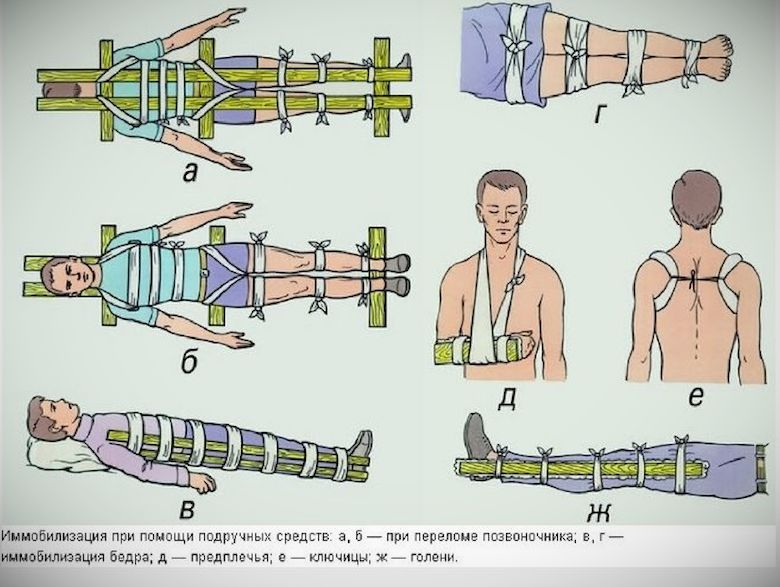 а
г
б
д
е
в
ж
Иммобилизация при помощи подручных средств: а, б — при переломе позвоночника; в, г —
иммобилизация бедра; д — предплечья; е — ключицы; ж — голени.